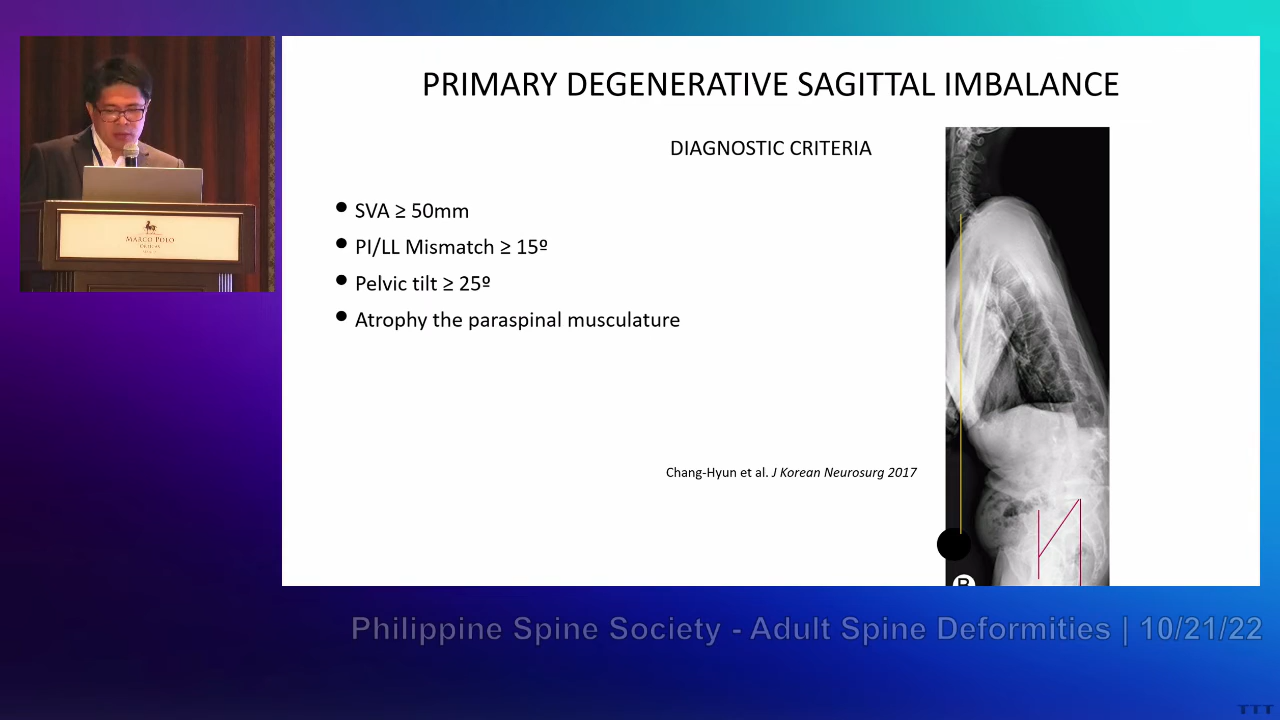 PRIMARY DEGENERATIVE SAGITTAL IMBALANCE
DIAGNOSTIC CRITERIA
• SVA ≥ 50mm
• PI/LL Mismatch ≥ 15º
• Pelvic tilt ≥ 25º
• Atrophy the paraspinal musculature
Chang-Hyun et al. J Korean Neurosurg 2017
MARCO POLO
Philippine Spine Society - Adult Spine Deformities | 10/21/22